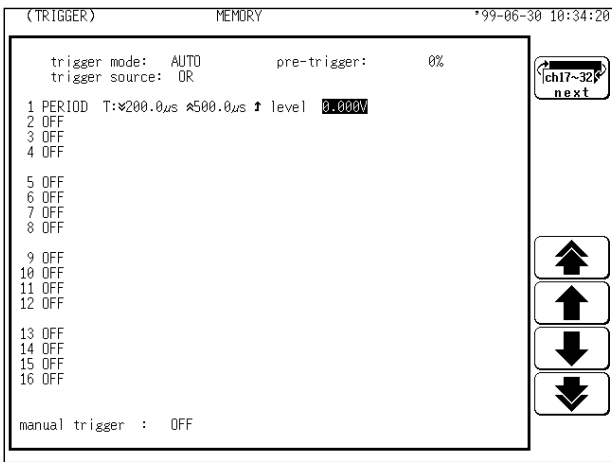 (TRIGGER) MEMORY '99-06-30 10:34:20
trigger mode: AUTO pre-trigger: 0%
trigger source: OR
ch17~32
next
1 PERIOD T:⩔200.0µs ⩓500.0µs ↥ level 0.000V
2 OFF
3 OFF
4 OFF
5 OFF
6 OFF
7 OFF
8 OFF
9 OFF
10 OFF
11 OFF
12 OFF
13 OFF
14 OFF
15 OFF
16 OFF
manual trigger : OFF